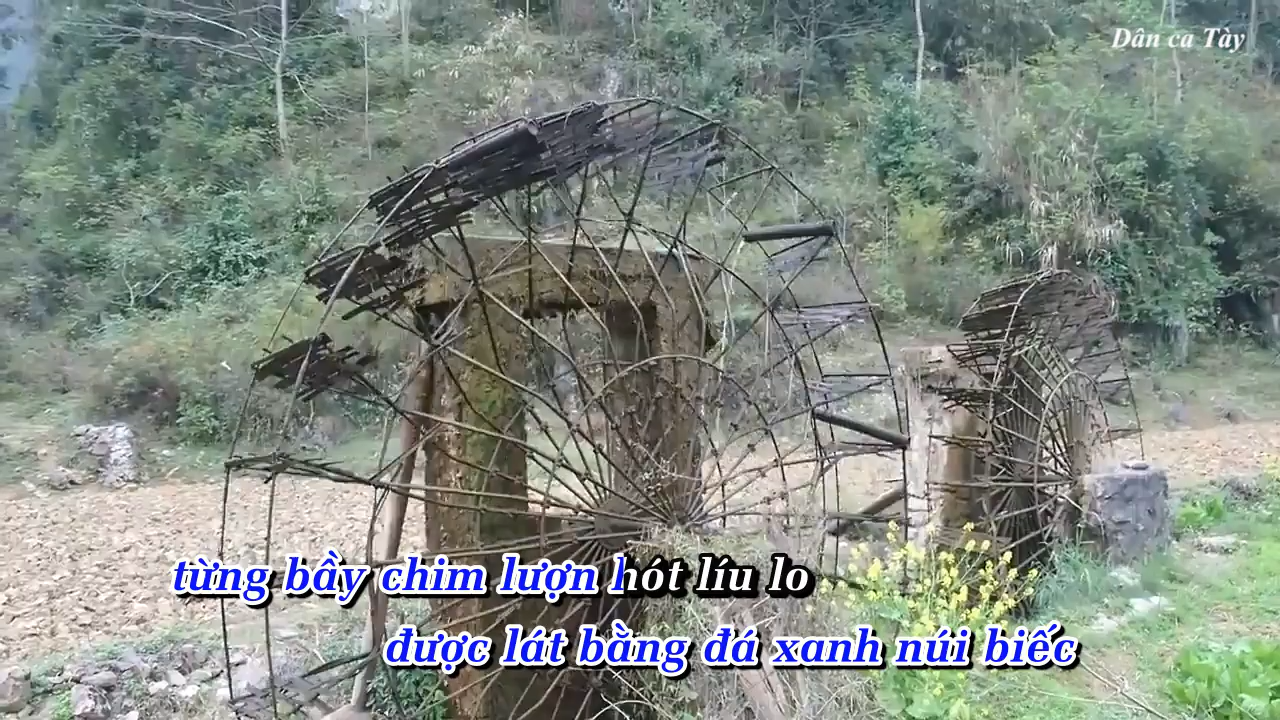 Dân ca Tày
từng bầy chim lượn hót líu lo
được lát bằng đá xanh núi biếc